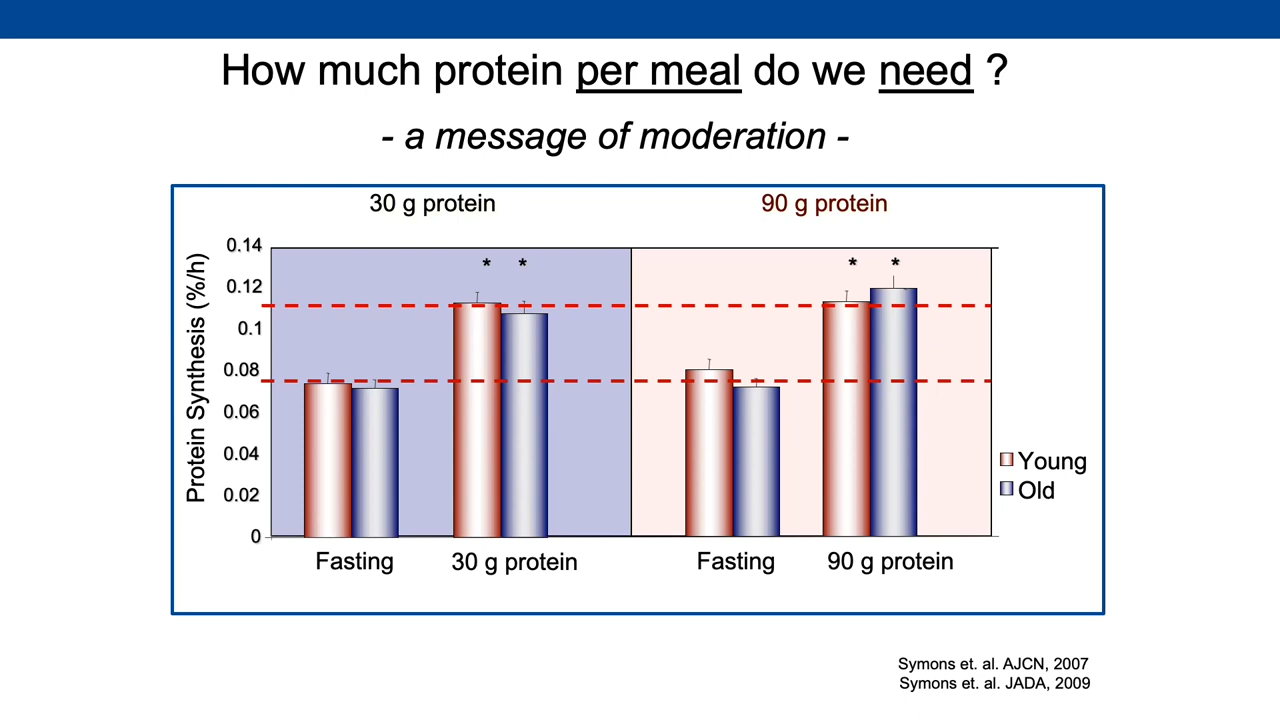 How much protein per meal do we need ?
- a message of moderation -
30 g protein
90 g protein
Protein Synthesis (%/h)
0.14
0.12
0.1
0.08
0.06
0.04
0.02
0
* *
* *
Fasting
30 g protein
Fasting
90 g protein
Young
Old
Symons et. al. AJCN, 2007
Symons et. al. JADA, 2009